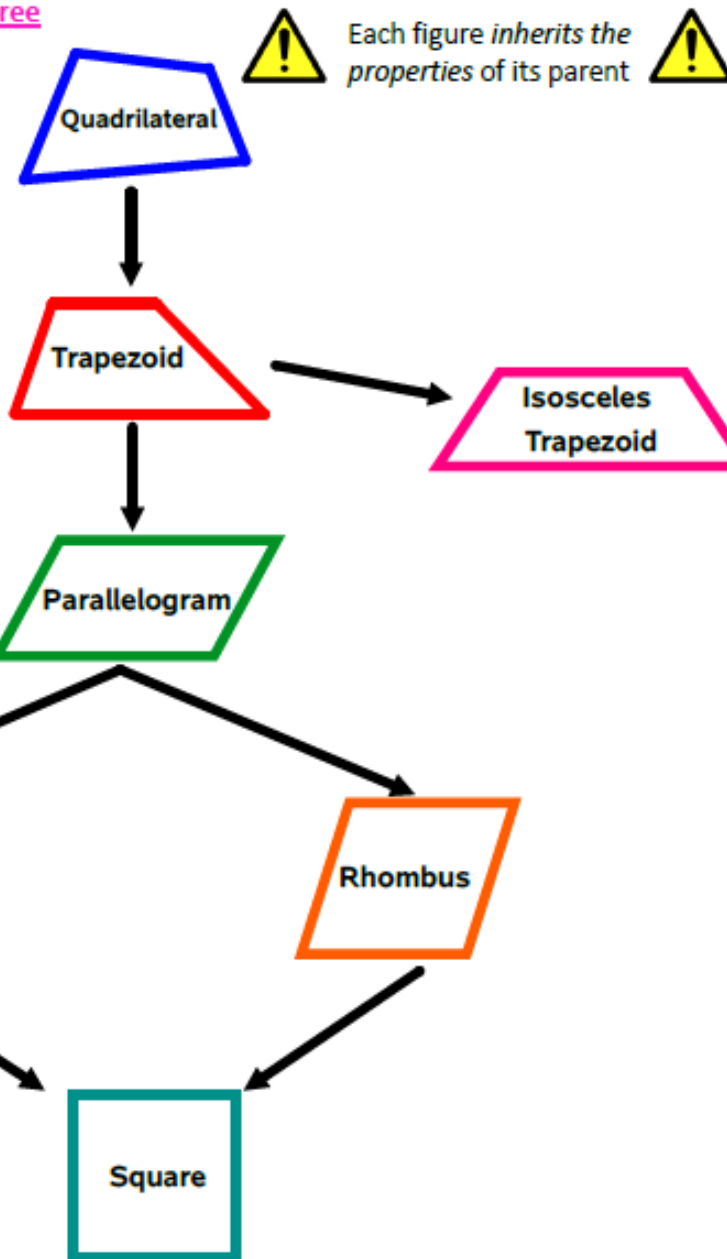 ree
Each figure inherits the
properties of its parent
Quadrilateral
Trapezoid
Isosceles
Trapezoid
Parallelogram
Rhombus
Square